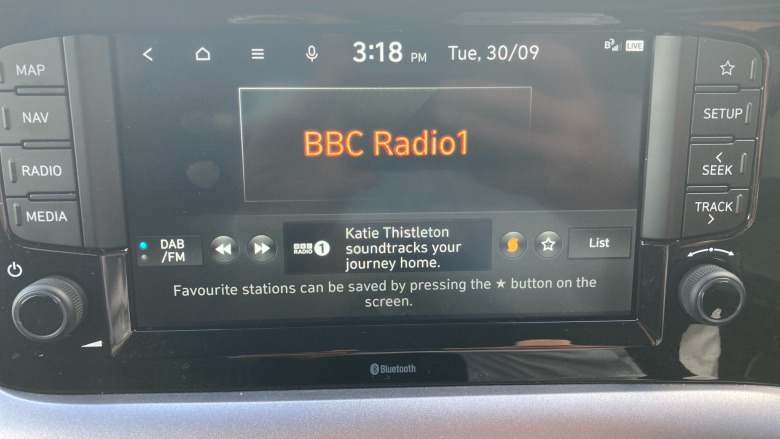 3:18 PM Tue, 30/09 LIVE
MAP
NAV
RADIO
MEDIA
BBC Radio1
DAB
/FM
BBC
RADIO 1
Katie Thistleton
soundtracks your
journey home.
List
Favourite stations can be saved by pressing the ★ button on the
screen.
SETUP
< SEEK
TRACK >
Bluetooth